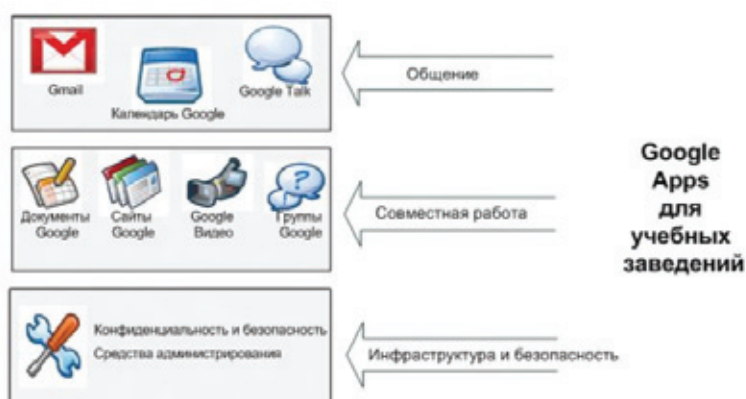 Gmail
Календарь Google
Google Talk
Общение
Документы Google
Сайты Google
Google Видео
Группы Google
Совместная работа
Конфиденциальность и безопасность
Средства администрирования
Инфраструктура и безопасность
Google
Apps
для
учебных
заведений